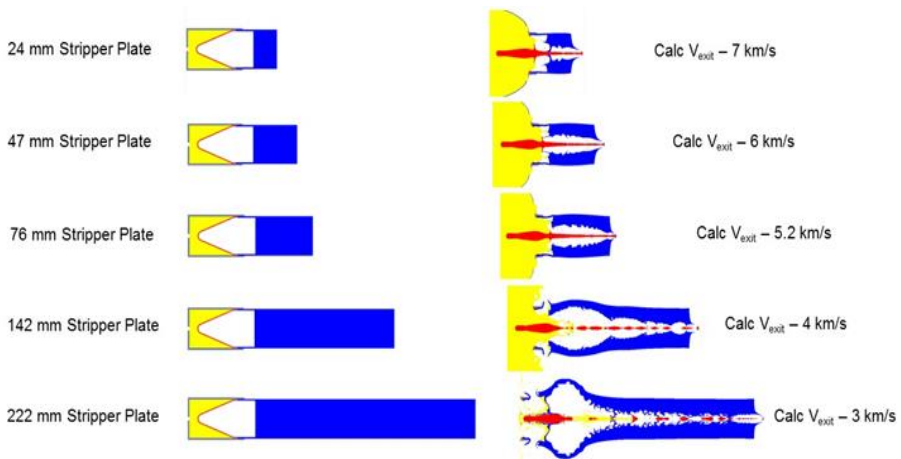 24 mm Stripper Plate
Calc Vexit – 7 km/s
47 mm Stripper Plate
Calc Vexit – 6 km/s
76 mm Stripper Plate
Calc Vexit – 5.2 km/s
142 mm Stripper Plate
Calc Vexit – 4 km/s
222 mm Stripper Plate
Calc Vexit – 3 km/s